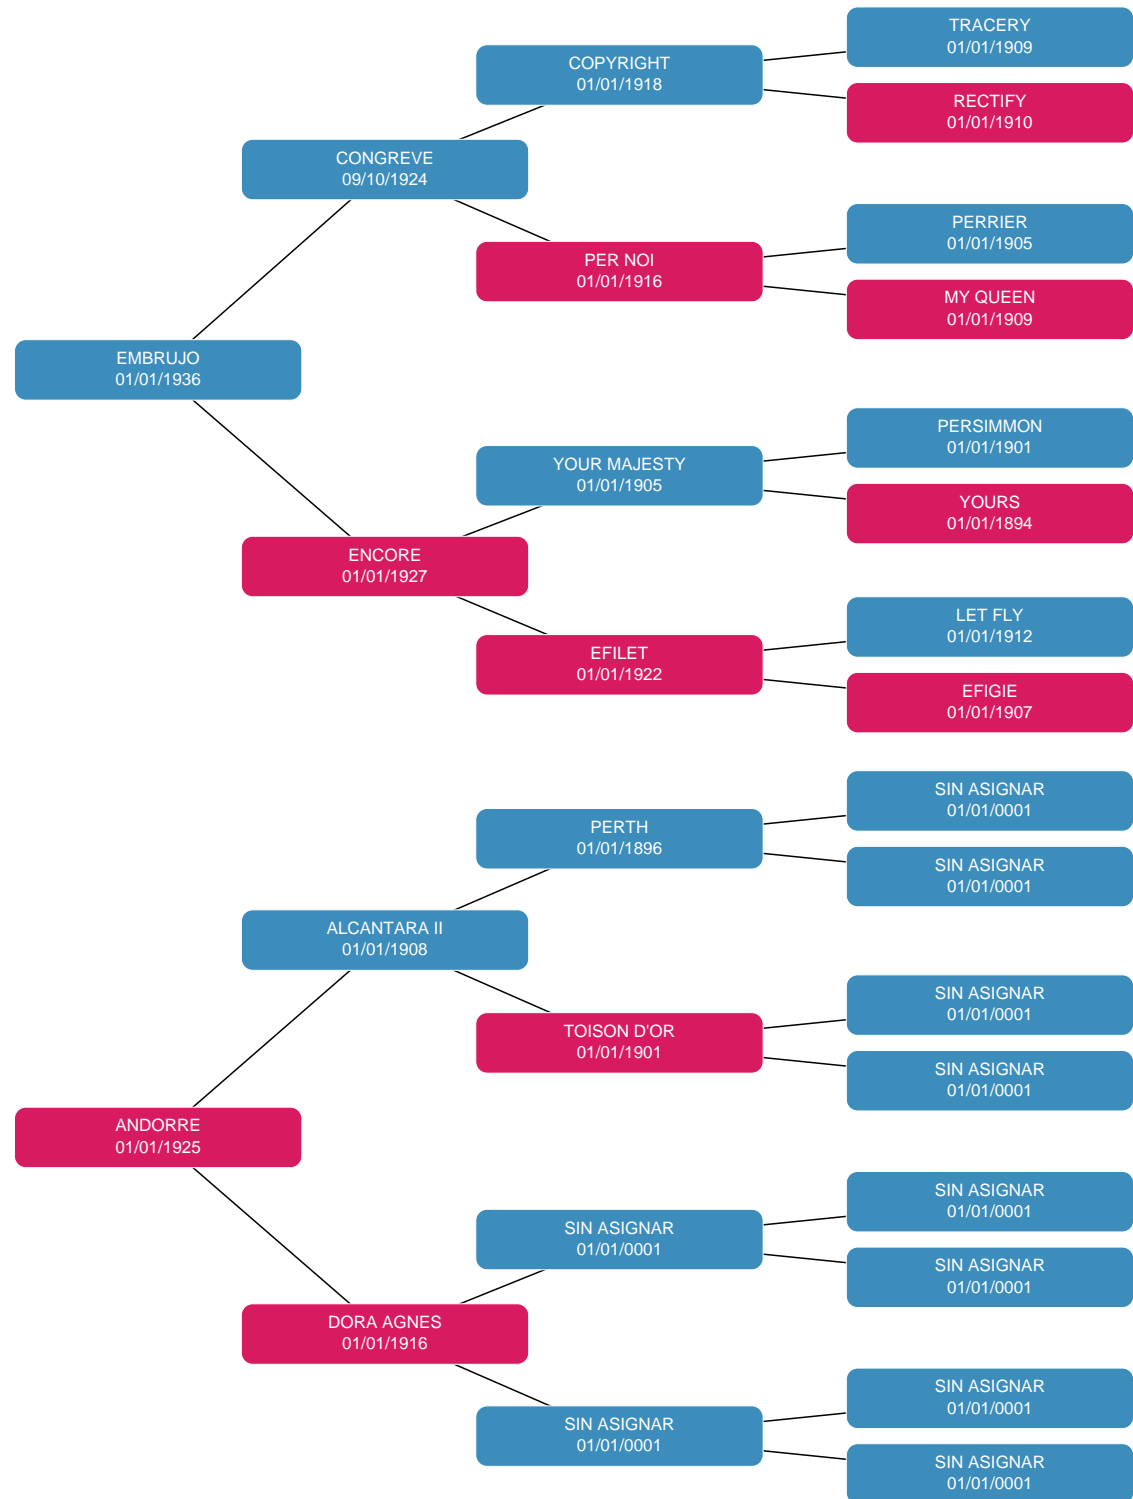 TRACERY
01/01/1909
COPYRIGHT
01/01/1918
RECTIFY
01/01/1910
CONGREVE
09/10/1924
PERRIER
01/01/1905
PER NOI
01/01/1916
MY QUEEN
01/01/1909
EMBRUJO
01/01/1936
PERSIMMON
01/01/1901
YOUR MAJESTY
01/01/1905
YOURS
01/01/1894
ENCORE
01/01/1927
LET FLY
01/01/1912
EFILET
01/01/1922
EFIGIE
01/01/1907
SIN ASIGNAR
01/01/0001
PERTH
01/01/1896
SIN ASIGNAR
01/01/0001
ALCANTARA II
01/01/1908
SIN ASIGNAR
01/01/0001
TOISON D'OR
01/01/1901
SIN ASIGNAR
01/01/0001
ANDORRE
01/01/1925
SIN ASIGNAR
01/01/0001
SIN ASIGNAR
01/01/0001
SIN ASIGNAR
01/01/0001
DORA AGNES
01/01/1916
SIN ASIGNAR
01/01/0001
SIN ASIGNAR
01/01/0001
SIN ASIGNAR
01/01/0001